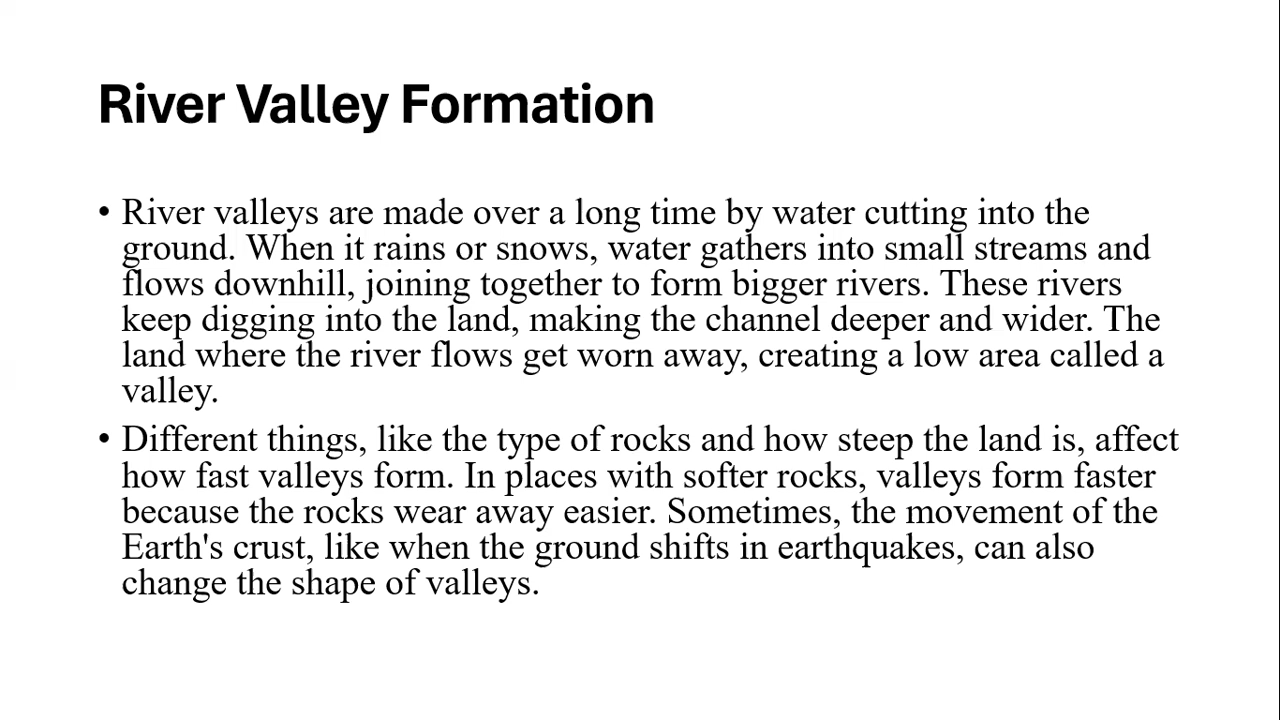 River Valley Formation
• River valleys are made over a long time by water cutting into the
ground. When it rains or snows, water gathers into small streams and
flows downhill, joining together to form bigger rivers. These rivers
keep digging into the land, making the channel deeper and wider. The
land where the river flows get worn away, creating a low area called a
valley.
• Different things, like the type of rocks and how steep the land is, affect
how fast valleys form. In places with softer rocks, valleys form faster
because the rocks wear away easier. Sometimes, the movement of the
Earth's crust, like when the ground shifts in earthquakes, can also
change the shape of valleys.